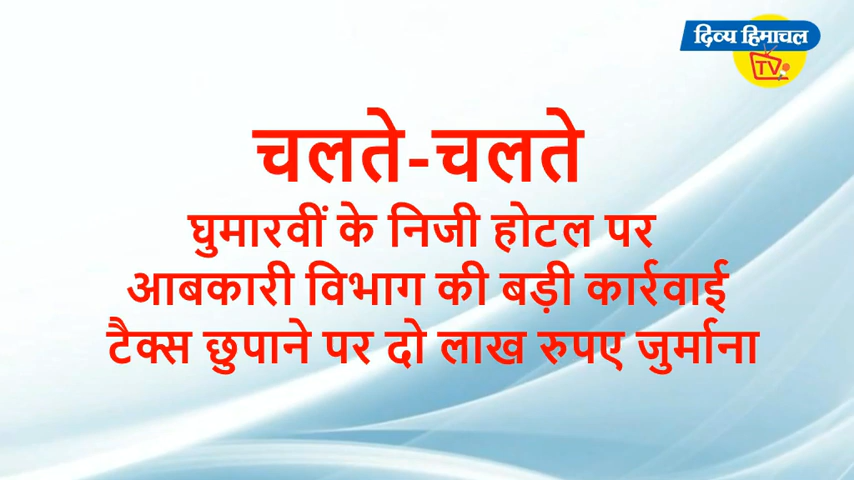 दिव्य हिमाचल
TV
चलते-चलते
घुमारवीं के निजी होटल पर
आबकारी विभाग की बड़ी कार्रवाई
टैक्स छुपाने पर दो लाख रुपए जुर्माना